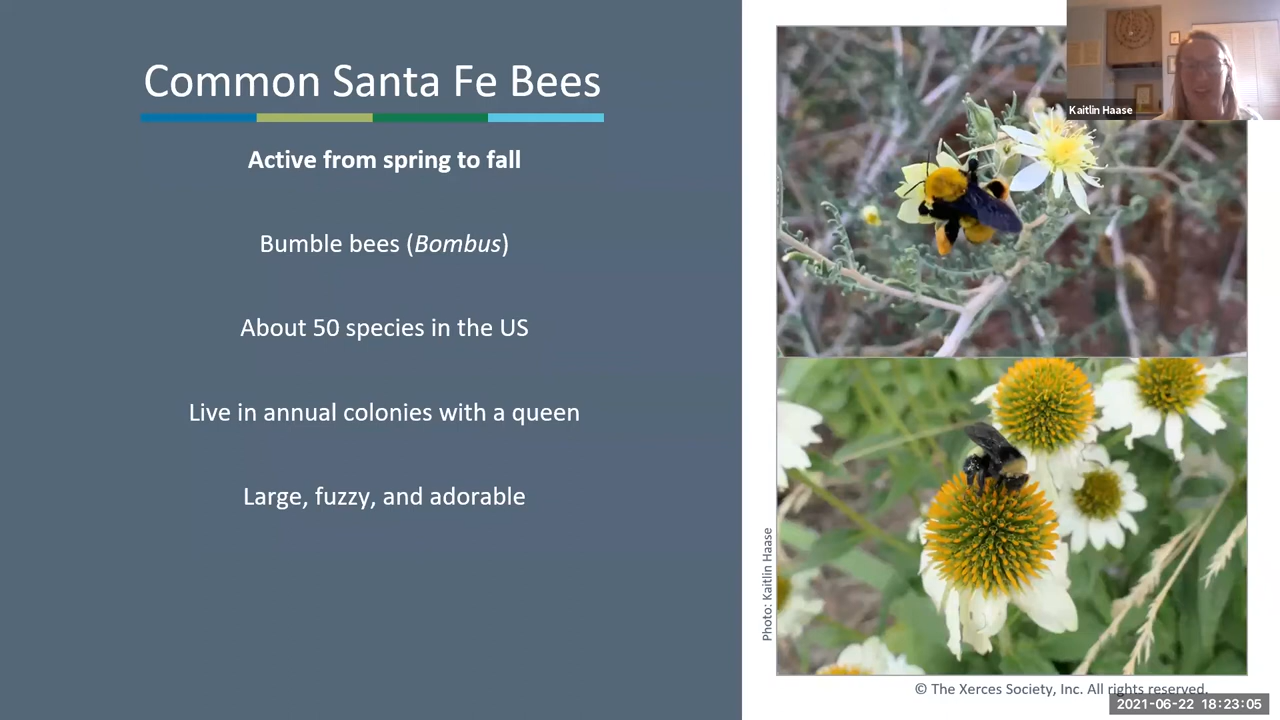 Common Santa Fe Bees
Active from spring to fall
Bumble bees (Bombus)
About 50 species in the US
Live in annual colonies with a queen
Large, fuzzy, and adorable
Kaitlin Haase
Photo: Kaitlin Haase
© The Xerces Society, Inc. All rights reserved.
2021-06-22 18:23:05